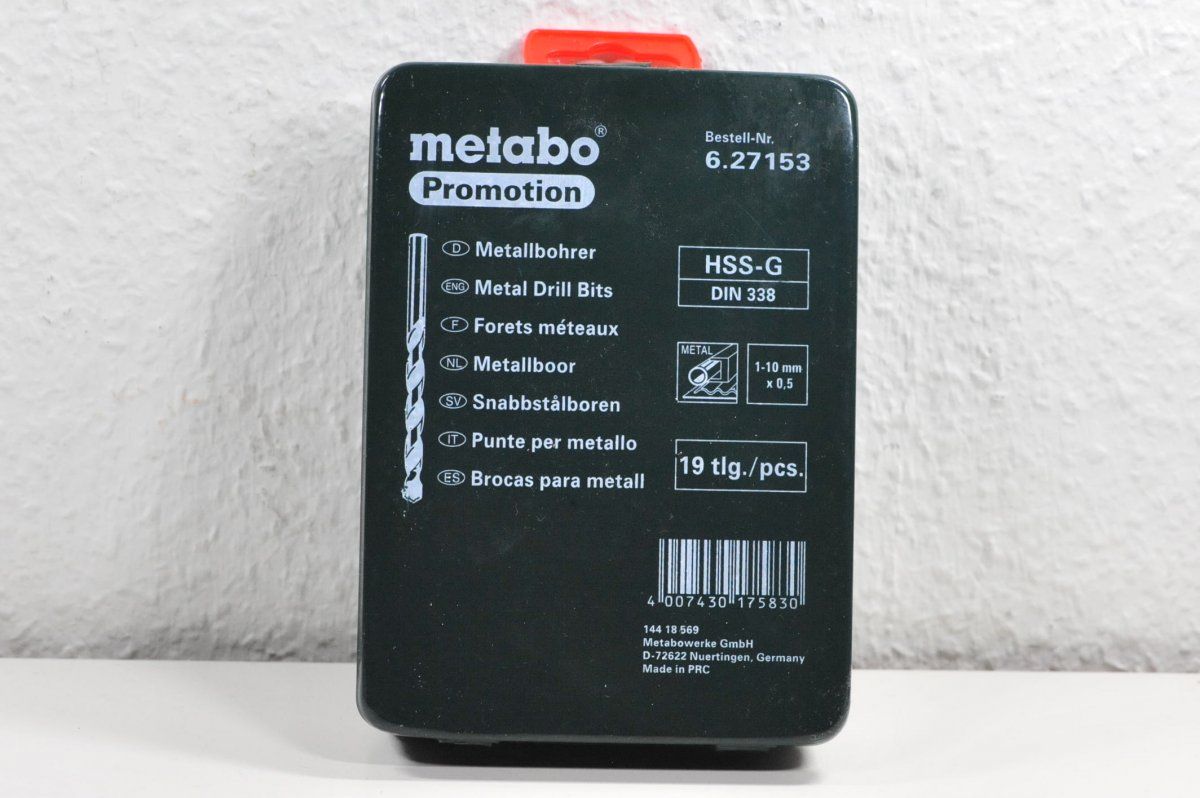 metabo®
Promotion
Bestell-Nr.
6.27153
D Metallbohrer
ENG Metal Drill Bits
F Forets méteaux
NL Metallboor
SV Snabbstålboren
IT Punte per metallo
ES Brocas para metall
HSS-G
DIN 338
METAL
1-10 mm
x 0,5
19 tlg./pcs.
4 007430 175830
144 18 569
Metabowerke GmbH
D-72622 Nuertingen, Germany
Made in PRC